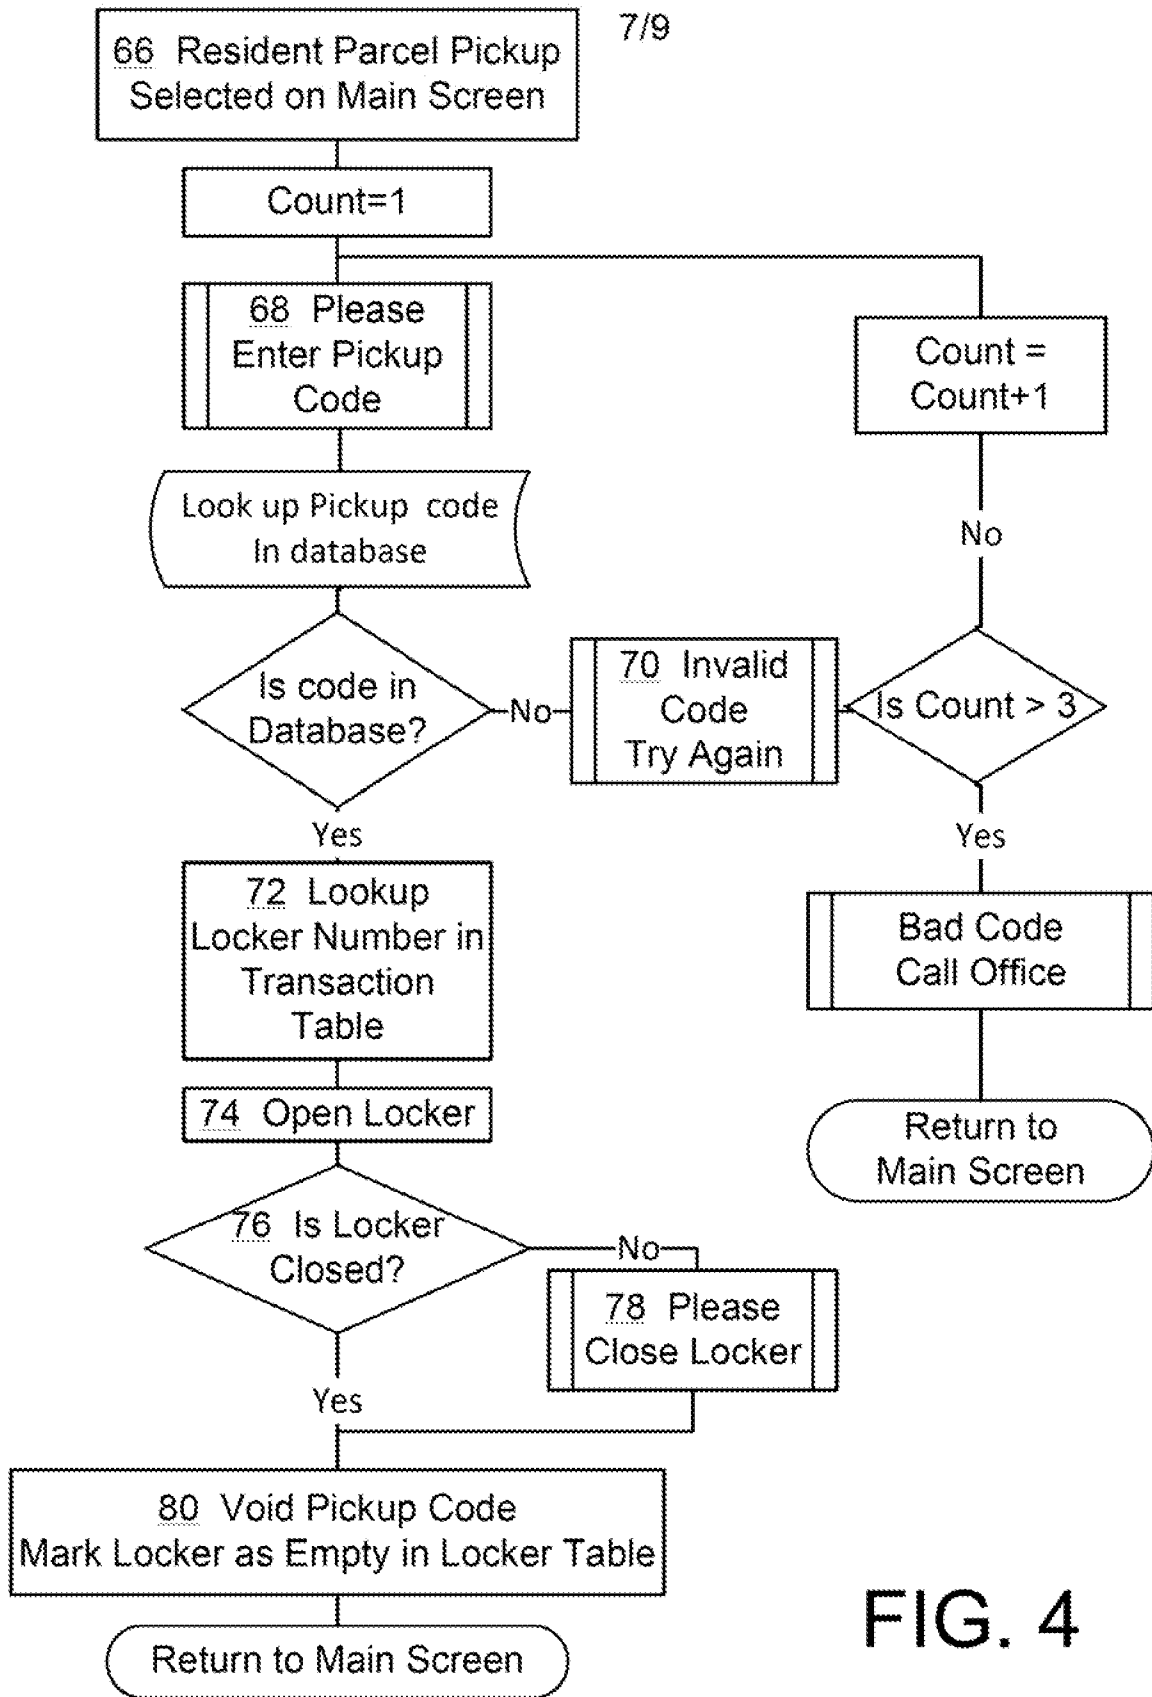 7/9
66 Resident Parcel Pickup
Selected on Main Screen
Count=1
68 Please
Enter Pickup
Code
Count =
Count+1
Look up Pickup code
In database
No
Is code in
Database?
No
70 Invalid
Code
Try Again
Is Count > 3
Yes
Yes
72 Lookup
Locker Number in
Transaction
Table
Bad Code
Call Office
74 Open Locker
Return to
Main Screen
76 Is Locker
Closed?
No
78 Please
Close Locker
Yes
80 Void Pickup Code
Mark Locker as Empty in Locker Table
Return to Main Screen
FIG. 4